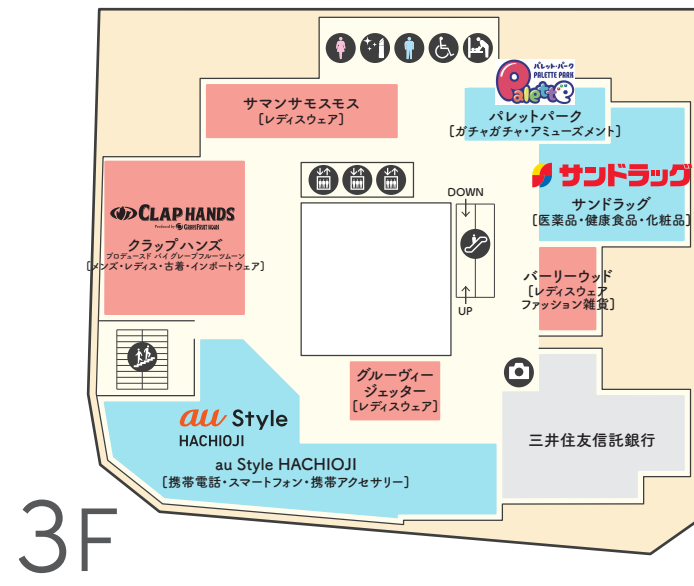 パレット・パーク
PALETTE PARK
Palette
サマンサモスモス
[レディスウェア]
パレットパーク
[ガチャガチャ・アミューズメント]
サンドラッグ
サンドラッグ
[医薬品・健康食品・化粧品]
CLAP HANDS
Produced by GRAPEFRUIT MOON
クラップハンズ
プロデュースド バイ グレープフルーツムーン
[メンズ・レディス・古着・インポートウェア]
DOWN
UP
バーリーウッド
[レディスウェア
ファッション雑貨]
グルーヴィー
ジェッター
[レディスウェア]
au Style
HACHIOJI
au Style HACHIOJI
[携帯電話・スマートフォン・携帯アクセサリー]
三井住友信託銀行
3F